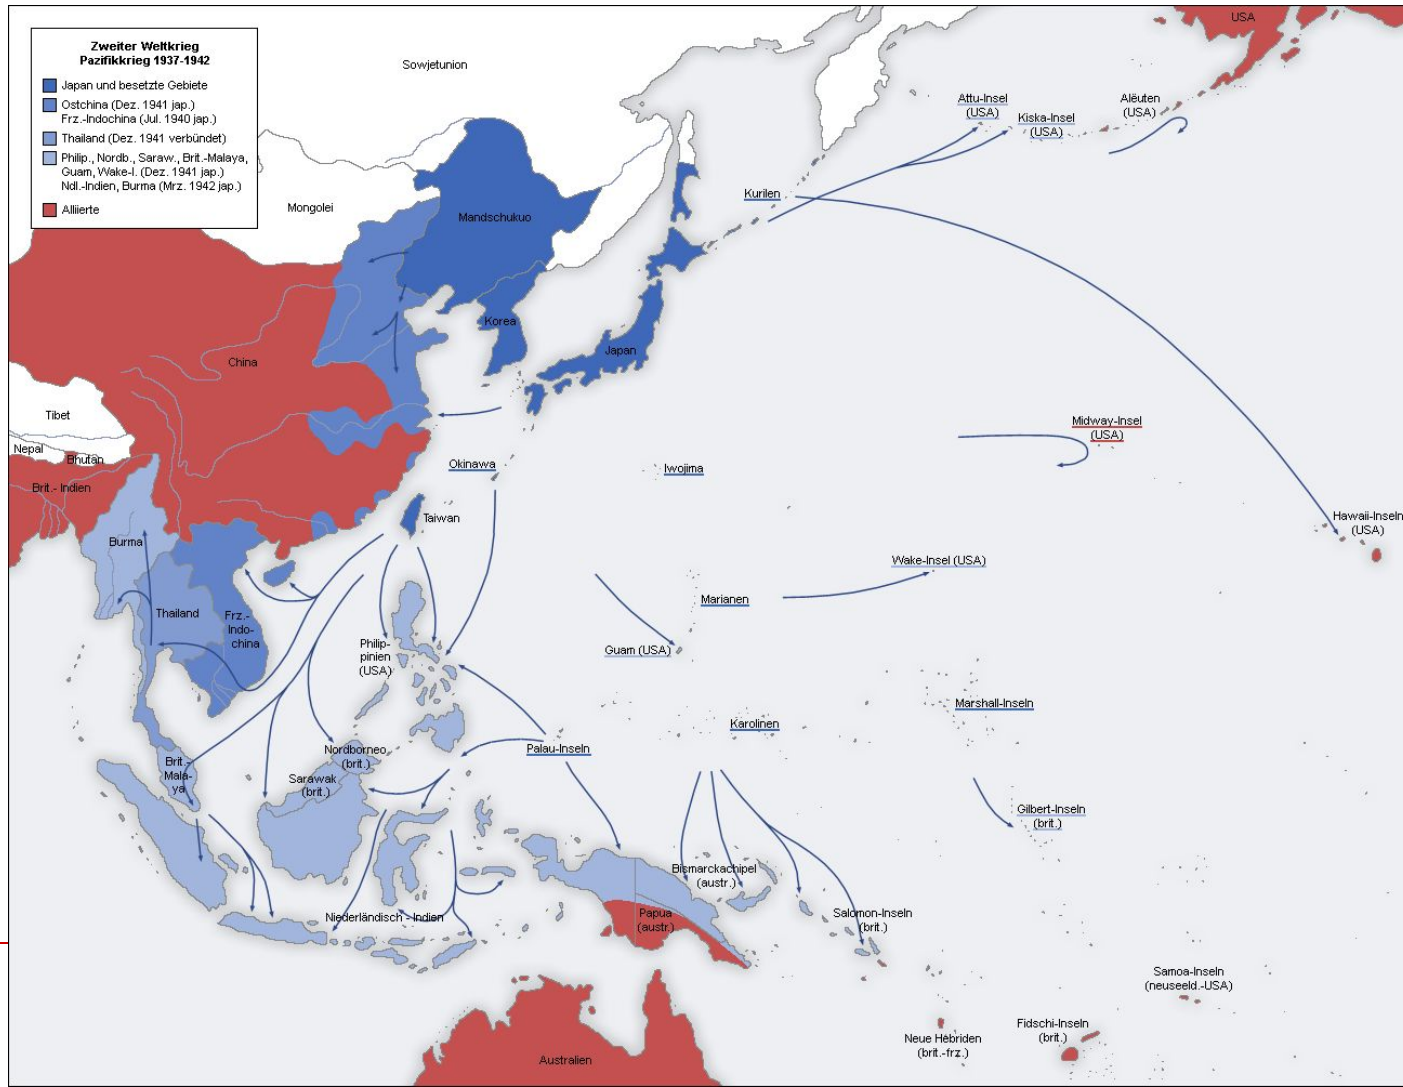 Zweiter Weltkrieg
Pazifikkrieg 1937-1942
Japan und besetzte Gebiete
Ostchina (Dez. 1941 jap.)
Frz.-Indochina (Jul. 1940 jap.)
Thailand (Dez. 1941 verbündet)
Philip., Nordb., Saraw., Brit.-Malaya,
Guam, Wake-I. (Dez. 1941 jap.)
Ndl.-Indien, Burma (Mrz. 1942 jap.)
Alliierte
USA
Sowjetunion
Attu-Insel
(USA)
Kiska-Insel
(USA)
Alëuten
(USA)
Mongolei
Mandschukuo
Kurilen
Korea
Japan
China
Tibet
Nepal
Bhutan
Brit.- Indien
Midway-Insel
(USA)
Okinawa
Iwojima
Taiwan
Hawaii-Inseln
(USA)
Burma
Wake-Insel (USA)
Thailand
Frz.-
Indo-
china
Marianen
Philip-
pinien
(USA)
Guam (USA)
Marshall-Inseln
Karolinen
Palau-Inseln
Nordborneo
(brit.)
Brit.-
Mala-
ya
Sarawak
(brit.)
Gilbert-Inseln
(brit.)
Bismarckachipel
(austr.)
Niederländisch - Indien
Papua
(austr.)
Salomon-Inseln
(brit.)
Samoa-Inseln
(neuseeld.-USA)
Neue Hebriden
(brit.-frz.)
Fidschi-Inseln
(brit.)
Australien